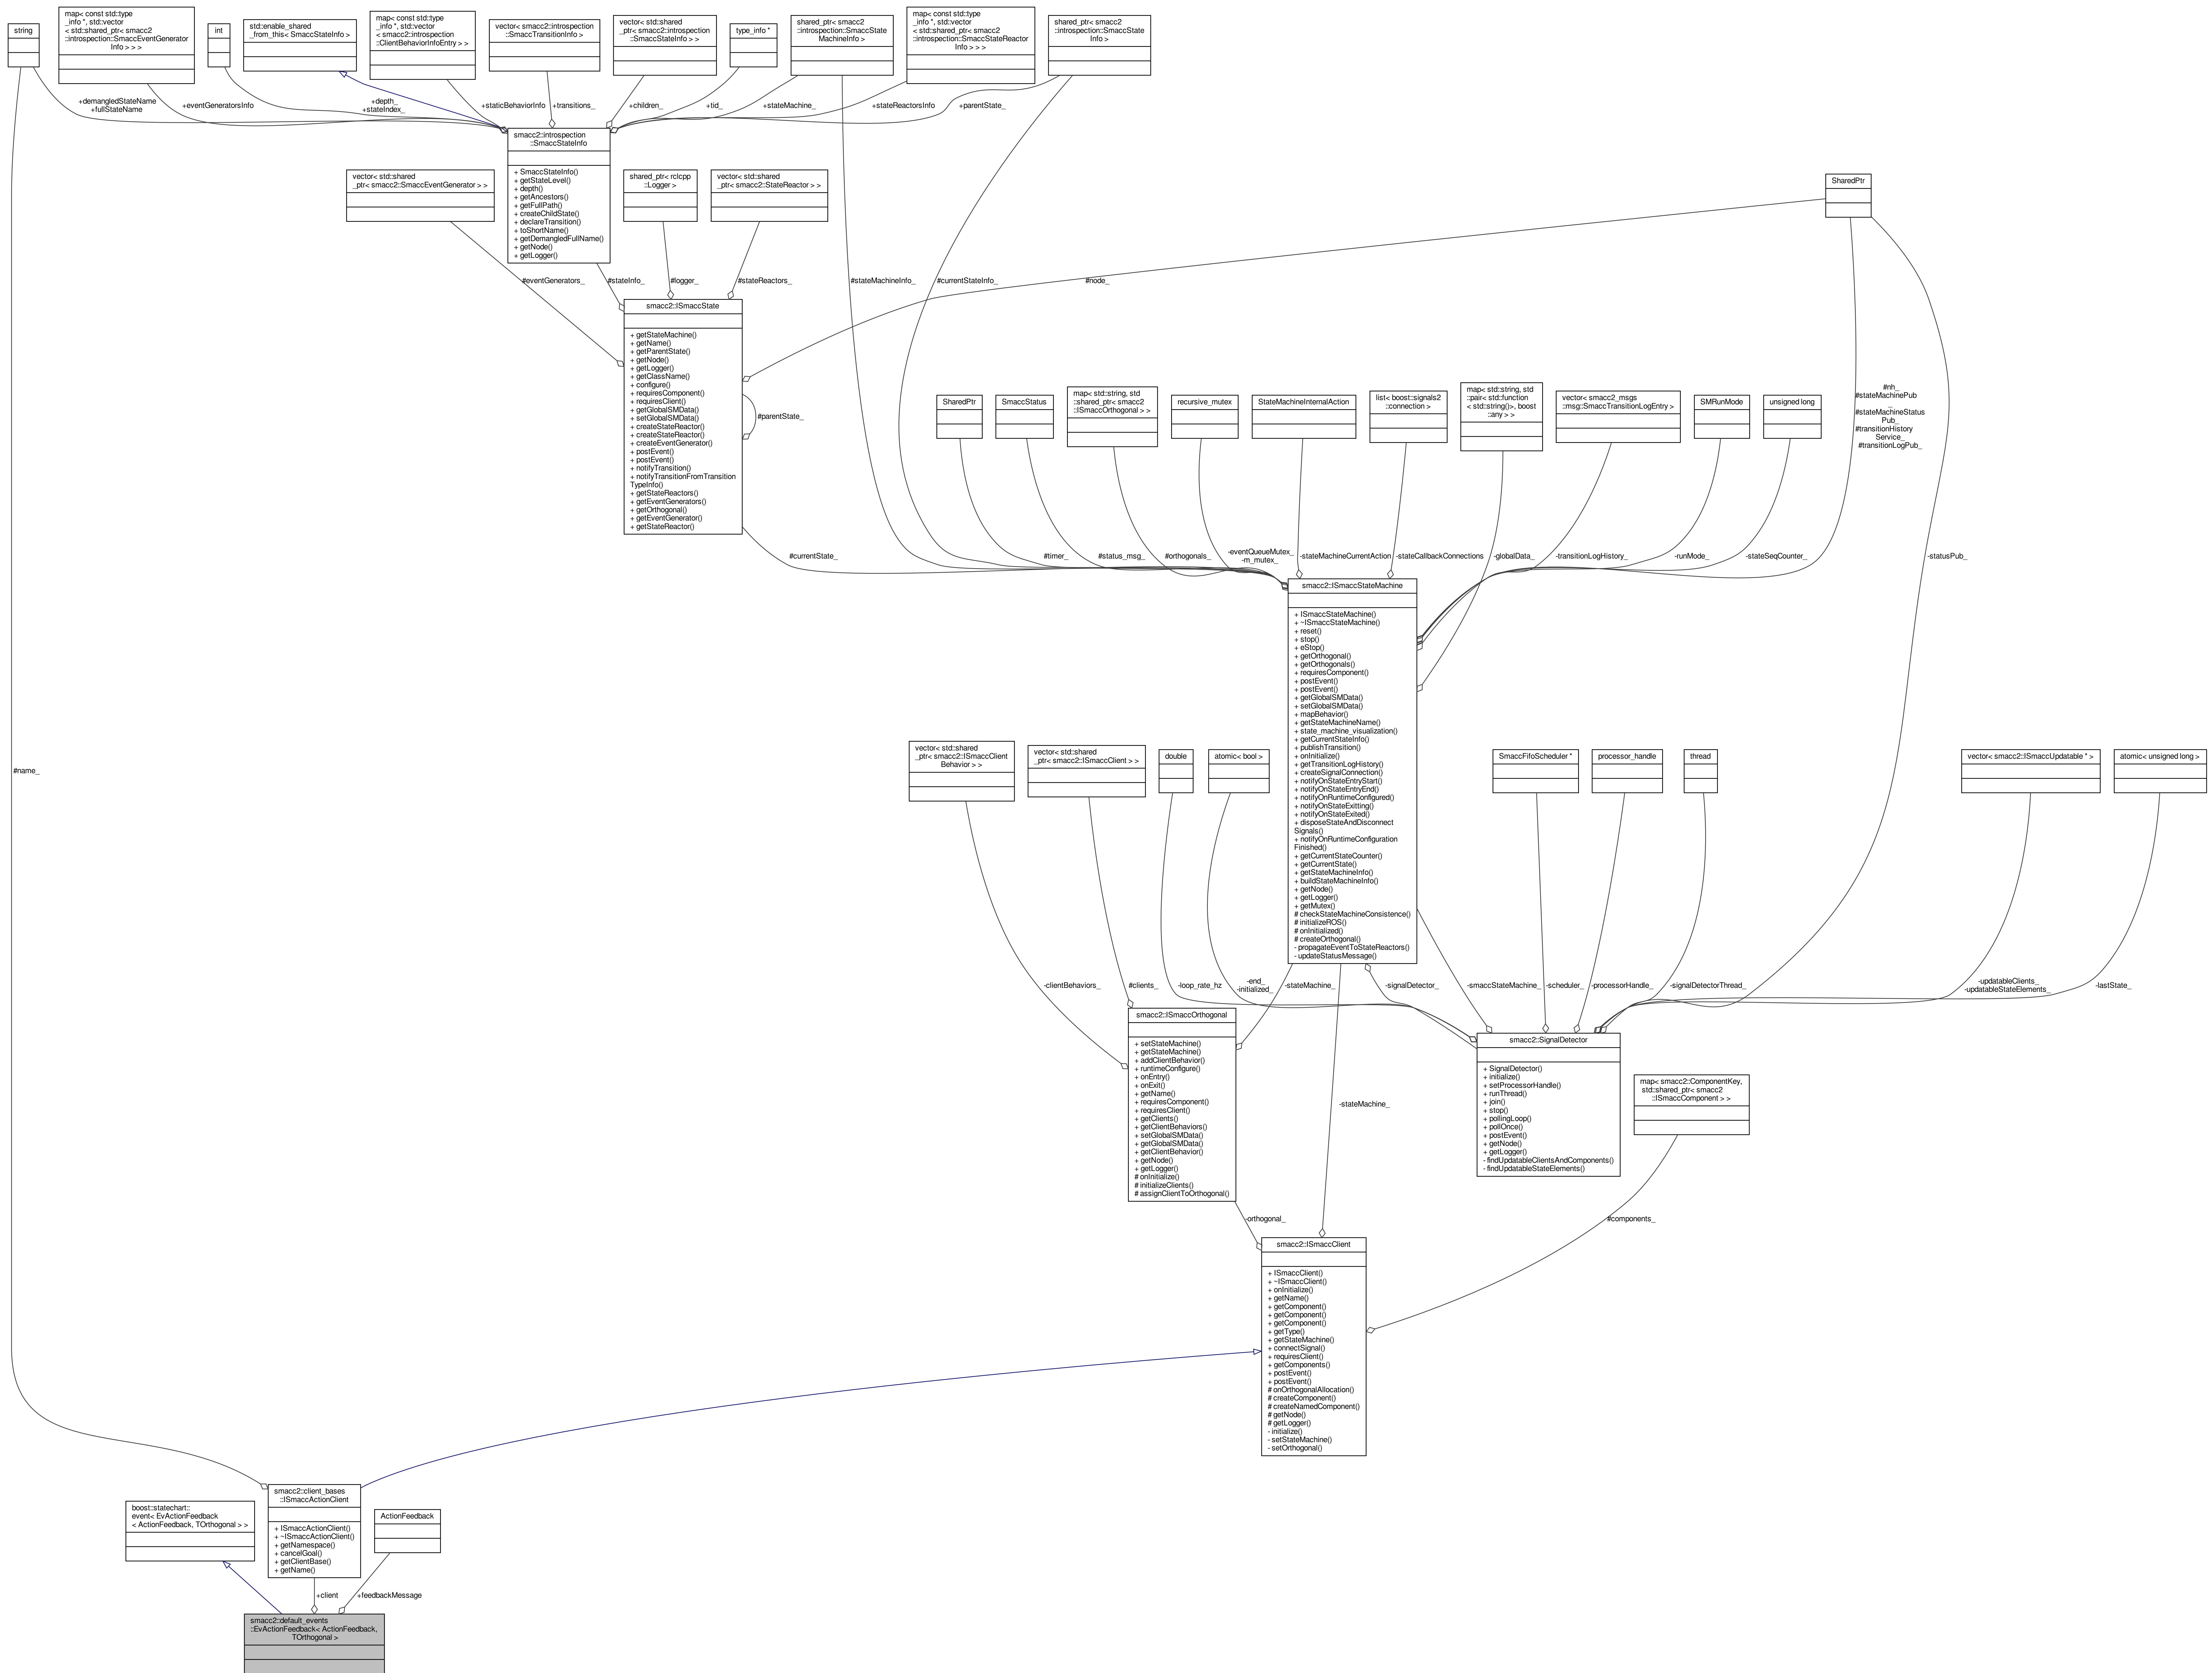 string
map< const std::type
_info *, std::vector
< std::shared_ptr< smacc2
::introspection::SmaccEventGenerator
Info > > >
int
std::enable_shared
_from_this< SmaccStateInfo >
map< const std::type
_info *, std::vector
< smacc2::introspection
::ClientBehaviorInfoEntry > >
vector< smacc2::introspection
::SmaccTransitionInfo >
vector< std::shared
_ptr< smacc2::introspection
::SmaccStateInfo > >
type_info *
shared_ptr< smacc2
::introspection::SmaccState
MachineInfo >
map< const std::type
_info *, std::vector
< std::shared_ptr< smacc2
::introspection::SmaccStateReactor
Info > > >
shared_ptr< smacc2
::introspection::SmaccState
Info >
+demangledStateName
+fullStateName
+eventGeneratorsInfo
+depth_
+stateIndex_
+staticBehaviorInfo
+transitions_
+children_
+tid_
+stateMachine_
+stateReactorsInfo
+parentState_
smacc2::introspection
::SmaccStateInfo
+ SmaccStateInfo()
+ getStateLevel()
+ depth()
+ getAncestors()
+ getFullPath()
+ createChildState()
+ declareTransition()
+ toShortName()
+ getDemangledFullName()
+ getNode()
+ getLogger()
vector< std::shared
_ptr< smacc2::SmaccEventGenerator > >
shared_ptr< rclcpp
::Logger >
vector< std::shared
_ptr< smacc2::StateReactor > >
SharedPtr
#eventGenerators_
#stateInfo_
#logger_
#stateReactors_
#stateMachineInfo_
#currentStateInfo_
#node_
smacc2::ISmaccState
+ getStateMachine()
+ getName()
+ getParentState()
+ getNode()
+ getLogger()
+ getClassName()
+ configure()
+ requiresComponent()
+ requiresClient()
+ getGlobalSMData()
+ setGlobalSMData()
+ createStateReactor()
+ createStateReactor()
+ createEventGenerator()
+ postEvent()
+ postEvent()
+ notifyTransition()
+ notifyTransitionFromTransition
TypeInfo()
+ getStateReactors()
+ getEventGenerators()
+ getOrthogonal()
+ getEventGenerator()
+ getStateReactor()
#parentState_
SharedPtr
SmaccStatus
map< std::string, std
::shared_ptr< smacc2
::ISmaccOrthogonal > >
recursive_mutex
StateMachineInternalAction
list< boost::signals2
::connection >
map< std::string, std
::pair< std::function
< std::string()>, boost
::any > >
vector< smacc2_msgs
::msg::SmaccTransitionLogEntry >
SMRunMode
unsigned long
#nh_
#stateMachinePub
_
#stateMachineStatus
Pub_
#transitionHistory
Service_
#transitionLogPub_
#currentState_
#timer_
#status_msg_
#orthogonals_
-eventQueueMutex_
-m_mutex_
-stateMachineCurrentAction
-stateCallbackConnections
-globalData_
-transitionLogHistory_
-runMode_
-stateSeqCounter_
-statusPub_
smacc2::ISmaccStateMachine
+ ISmaccStateMachine()
+ ~ISmaccStateMachine()
+ reset()
+ stop()
+ eStop()
+ getOrthogonal()
+ getOrthogonals()
+ requiresComponent()
+ postEvent()
+ postEvent()
+ getGlobalSMData()
+ setGlobalSMData()
+ mapBehavior()
+ getStateMachineName()
+ state_machine_visualization()
+ getCurrentStateInfo()
+ publishTransition()
+ onInitialize()
+ getTransitionLogHistory()
+ createSignalConnection()
+ notifyOnStateEntryStart()
+ notifyOnStateEntryEnd()
+ notifyOnRuntimeConfigured()
+ notifyOnStateExitting()
+ notifyOnStateExited()
+ disposeStateAndDisconnect
Signals()
+ notifyOnRuntimeConfiguration
Finished()
+ getCurrentStateCounter()
+ getCurrentState()
+ getStateMachineInfo()
+ buildStateMachineInfo()
+ getNode()
+ getLogger()
+ getMutex()
# checkStateMachineConsistence()
# initializeROS()
# onInitialized()
# createOrthogonal()
- propagateEventToStateReactors()
- updateStatusMessage()
#name_
vector< std::shared
_ptr< smacc2::ISmaccClient
Behavior > >
vector< std::shared
_ptr< smacc2::ISmaccClient > >
double
atomic< bool >
SmaccFifoScheduler *
processor_handle
thread
vector< smacc2::ISmaccUpdatable * >
atomic< unsigned long >
-clientBehaviors_
#clients_
-loop_rate_hz
-end_
-initialized_
-stateMachine_
-signalDetector_
-smaccStateMachine_
-scheduler_
-processorHandle_
-signalDetectorThread_
-updatableClients_
-updatableStateElements_
-lastState_
smacc2::ISmaccOrthogonal
+ setStateMachine()
+ getStateMachine()
+ addClientBehavior()
+ runtimeConfigure()
+ onEntry()
+ onExit()
+ getName()
+ requiresComponent()
+ requiresClient()
+ getClients()
+ getClientBehaviors()
+ setGlobalSMData()
+ getGlobalSMData()
+ getClientBehavior()
+ getNode()
+ getLogger()
# onInitialize()
# initializeClients()
# assignClientToOrthogonal()
smacc2::SignalDetector
+ SignalDetector()
+ initialize()
+ setProcessorHandle()
+ runThread()
+ join()
+ stop()
+ pollingLoop()
+ pollOnce()
+ postEvent()
+ getNode()
+ getLogger()
- findUpdatableClientsAndComponents()
- findUpdatableStateElements()
map< smacc2::ComponentKey,
std::shared_ptr< smacc2
::ISmaccComponent > >
-stateMachine_
-orthogonal_
#components_
smacc2::ISmaccClient
+ ISmaccClient()
+ ~ISmaccClient()
+ onInitialize()
+ getName()
+ getComponent()
+ getComponent()
+ getComponent()
+ getType()
+ getStateMachine()
+ connectSignal()
+ requiresClient()
+ getComponents()
+ postEvent()
+ postEvent()
# onOrthogonalAllocation()
# createComponent()
# createNamedComponent()
# getNode()
# getLogger()
- initialize()
- setStateMachine()
- setOrthogonal()
boost::statechart::
event< EvActionFeedback
< ActionFeedback, TOrthogonal > >
smacc2::client_bases
::ISmaccActionClient
+ ISmaccActionClient()
+ ~ISmaccActionClient()
+ getNamespace()
+ cancelGoal()
+ getClientBase()
+ getName()
ActionFeedback
+client
+feedbackMessage
smacc2::default_events
::EvActionFeedback< ActionFeedback,
TOrthogonal >